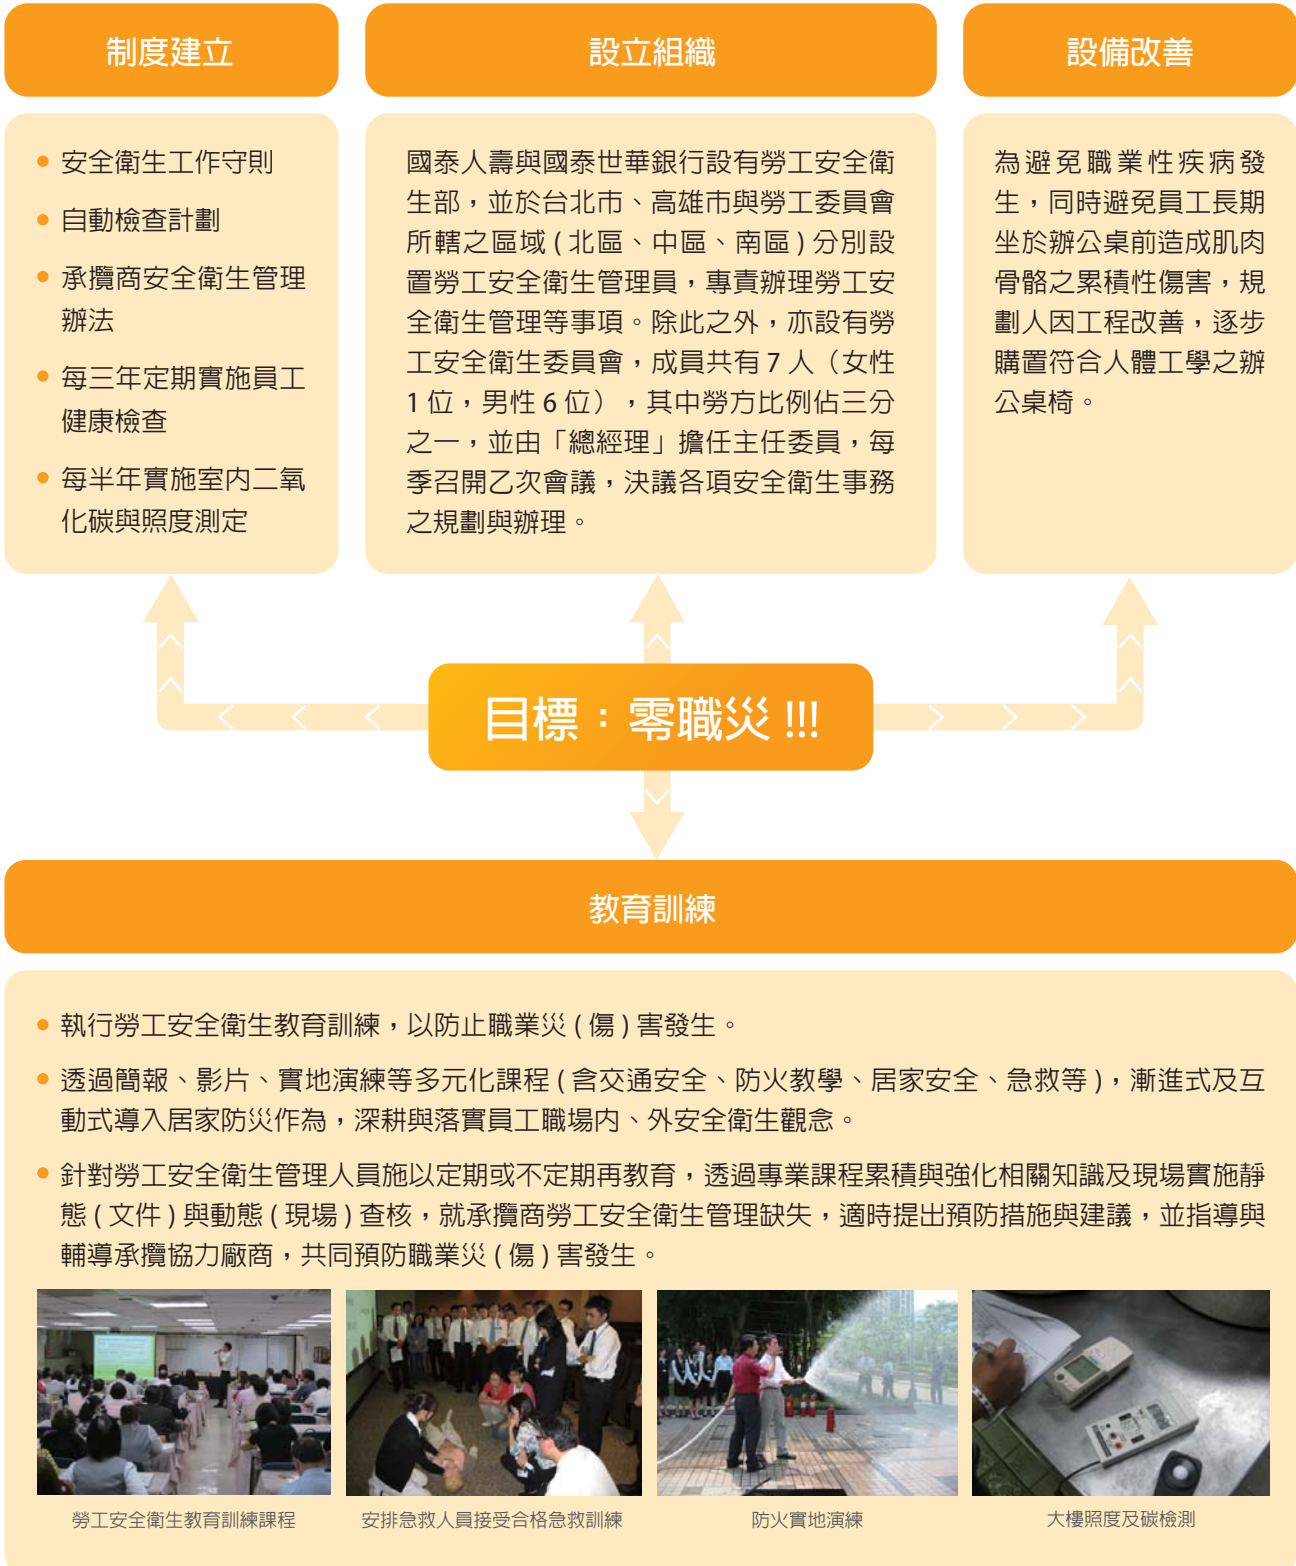 制度建立
安全衛生工作守則
自動檢查計劃
承攬商安全衛生管理
辦法
每三年定期實施員工
健康檢查
每半年實施室內二氧
化碳與照度測定
設立組織
國泰人壽與國泰世華銀行設有勞工安全衛
生部，並於台北市、高雄市與勞工委員會
所轄之區域 ( 北區、中區、南區 ) 分別設
置勞工安全衛生管理員，專責辦理勞工安
全衛生管理等事項。除此之外，亦設有勞
工安全衛生委員會，成員共有 7 人（女性
1 位，男性 6 位），其中勞方比例佔三分
之一，並由「總經理」擔任主任委員，每
季召開乙次會議，決議各項安全衛生事務
之規劃與辦理。
設備改善
為避免職業性疾病發
生，同時避免員工長期
坐於辦公桌前造成肌肉
骨骼之累積性傷害，規
劃人因工程改善，逐步
購置符合人體工學之辦
公桌椅。
目標：零職災 !!!
教育訓練
執行勞工安全衛生教育訓練，以防止職業災 ( 傷 ) 害發生。
透過簡報、影片、實地演練等多元化課程 ( 含交通安全、防火教學、居家安全、急救等 )，漸進式及互
動式導入居家防災作為，深耕與落實員工職場內、外安全衛生觀念。
針對勞工安全衛生管理人員施以定期或不定期再教育，透過專業課程累積與強化相關知識及現場實施靜
態 ( 文件 ) 與動態 ( 現場 ) 查核，就承攬商勞工安全衛生管理缺失，適時提出預防措施與建議，並指導與
輔導承攬協力廠商，共同預防職業災 ( 傷 ) 害發生。
勞工安全衛生教育訓練課程
安排急救人員接受合格急救訓練
防火實地演練
大樓照度及碳檢測